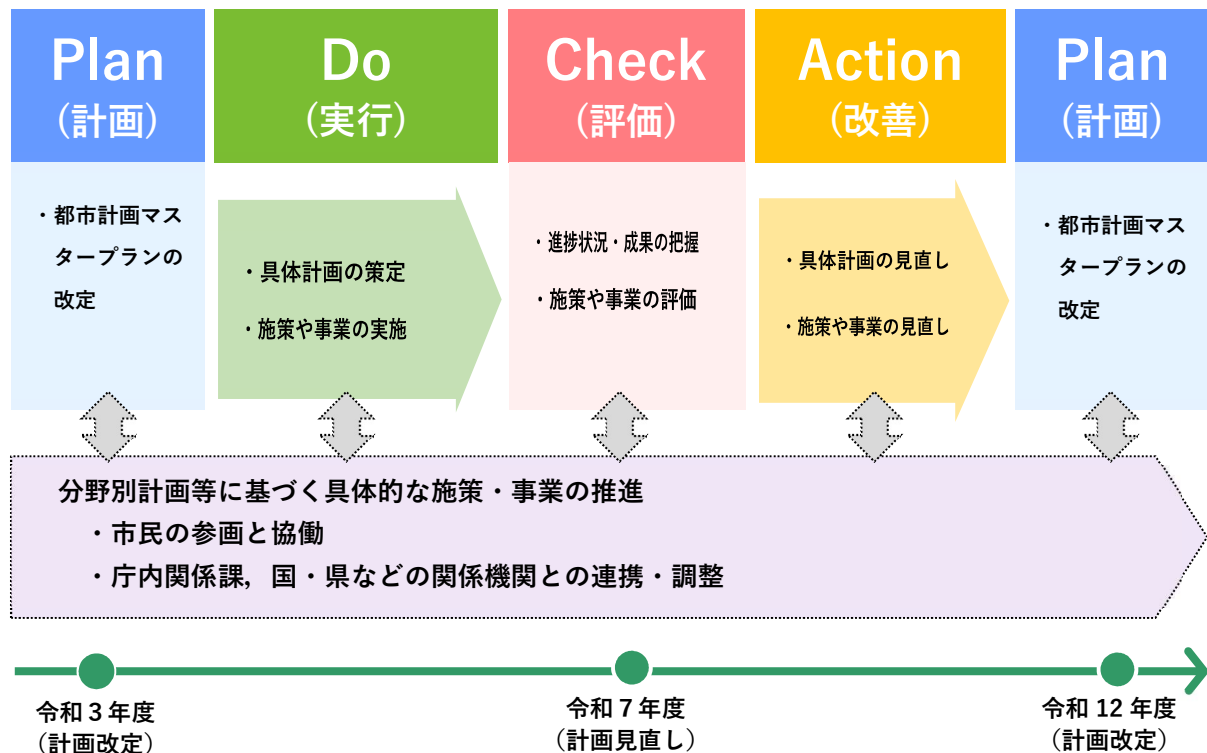 Plan
（計画）
・都市計画マス
タープランの
改定
Do
（実行）
・具体計画の策定
・施策や事業の実施
Check
（評価）
・進捗状況・成果の把握
・施策や事業の評価
Action
（改善）
・具体計画の見直し
・施策や事業の見直し
Plan
（計画）
・都市計画マス
タープランの
改定
分野別計画等に基づく具体的な施策・事業の推進
・市民の参画と協働
・庁内関係課，国・県などの関係機関との連携・調整
令和３年度
（計画改定）
令和７年度
（計画見直し）
令和 12 年度
（計画改定）